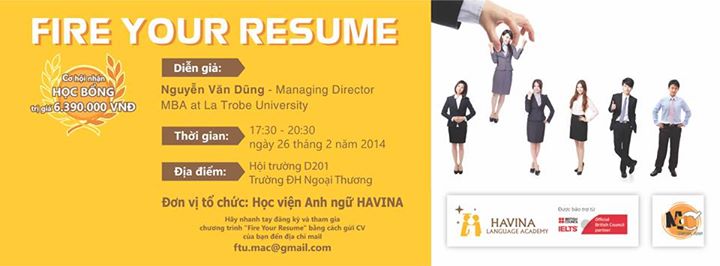 FIRE YOUR RESUME
Cơ hội nhận
HỌC BỔNG
trị giá 6.390.000 VNĐ
Diễn giả:
Nguyễn Văn Dũng - Managing Director
MBA at La Trobe University
Thời gian:
17:30 - 20:30
ngày 26 tháng 2 năm 2014
Địa điểm:
Hội trường D201
Trường ĐH Ngoại Thương
Đơn vị tổ chức: Học viện Anh ngữ HAVINA
Hãy nhanh tay đăng ký và tham gia
chương trình "Fire Your Resume" bằng cách gửi CV
của bạn đến địa chỉ mail
ftu.mac@gmail.com
HAVINA
LANGUAGE ACADEMY
Được bảo trợ từ
BRITISH COUNCIL
IELTS
Official
British Council
partner
MC